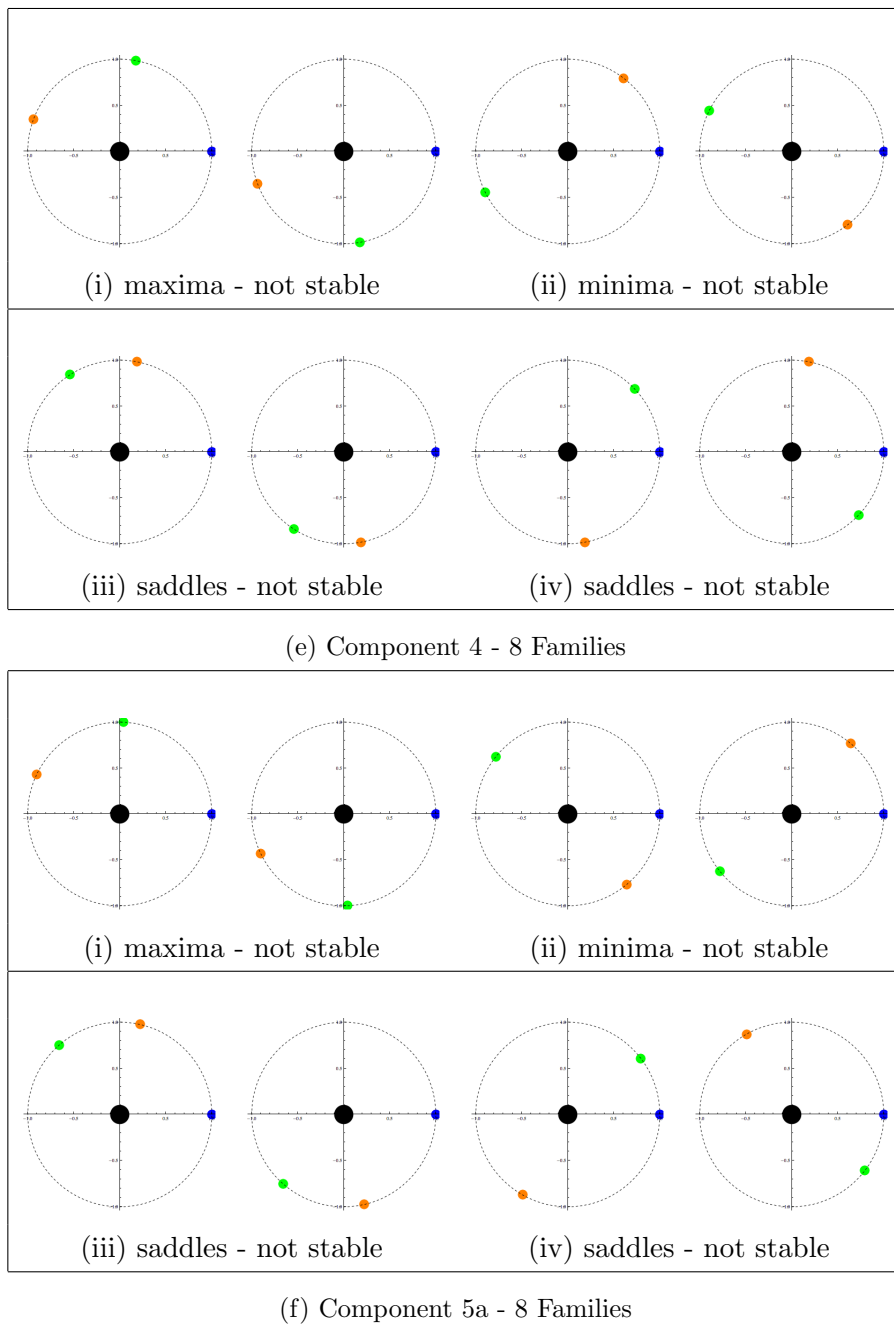 (i) maxima - not stable (ii) minima - not stable
(iii) saddles - not stable (iv) saddles - not stable
(e) Component 4 - 8 Families
(i) maxima - not stable (ii) minima - not stable
(iii) saddles - not stable (iv) saddles - not stable
(f) Component 5a - 8 Families